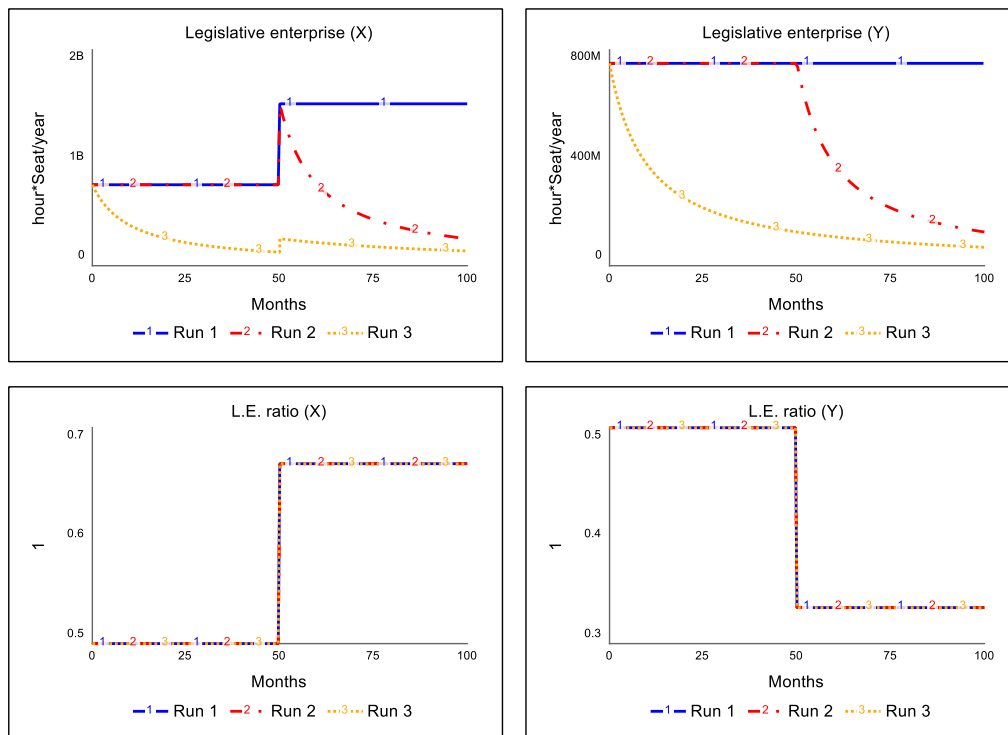 Legislative enterprise (X)
2B
1B
0
hour*Seat/year
0 25 50 75 100
Months
1 Run 1 2 Run 2 3 Run 3
Legislative enterprise (Y)
800M
400M
0
hour*Seat/year
0 25 50 75 100
Months
1 Run 1 2 Run 2 3 Run 3
L.E. ratio (X)
0.7
0.6
0.5
1
0 25 50 75 100
Months
1 Run 1 2 Run 2 3 Run 3
L.E. ratio (Y)
0.5
0.4
0.3
1
0 25 50 75 100
Months
1 Run 1 2 Run 2 3 Run 3